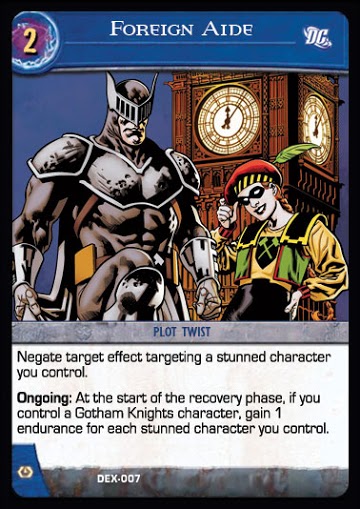 2
Foreign Aide
DC
PLOT TWIST
Negate target effect targeting a stunned character
you control.
Ongoing: At the start of the recovery phase, if you
control a Gotham Knights character, gain 1
endurance for each stunned character you control.
DEX-007